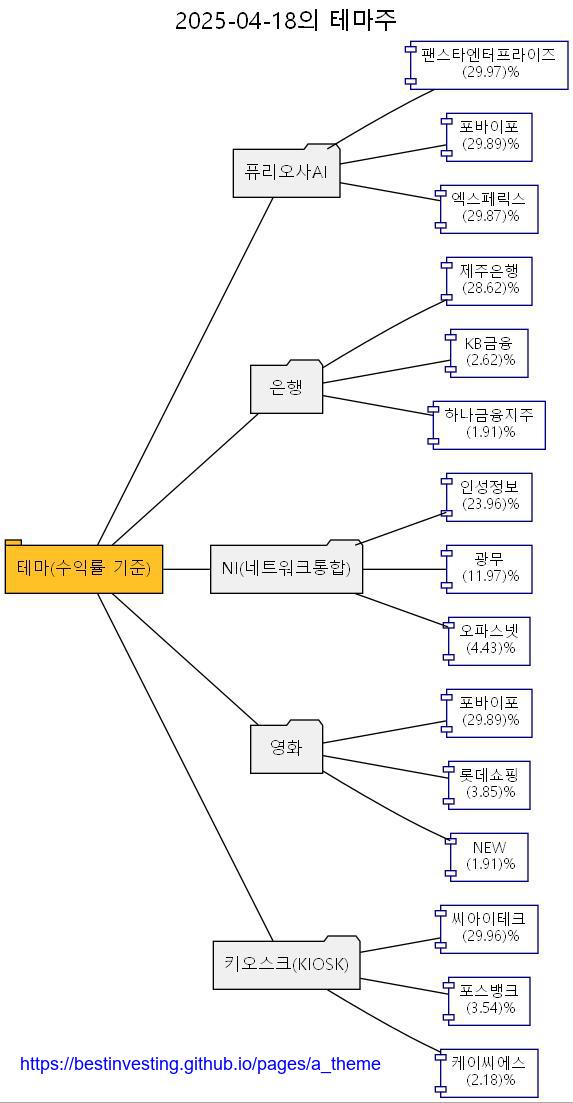 2025-04-18의 테마주
팬스타엔터프라이즈
(29.97)%
포바이포
(29.89)%
퓨리오사AI
엑스페릭스
(29.87)%
제주은행
(28.62)%
KB금융
(2.62)%
은행
하나금융지주
(1.91)%
인성정보
(23.96)%
테마(수익률 기준)
NI(네트워크통합)
광무
(11.97)%
오파스넷
(4.43)%
포바이포
(29.89)%
영화
롯데쇼핑
(3.85)%
NEW
(1.91)%
씨아이테크
(29.96)%
키오스크(KIOSK)
포스뱅크
(3.54)%
케이씨에스
(2.18)%
https://bestinvesting.github.io/pages/a_theme